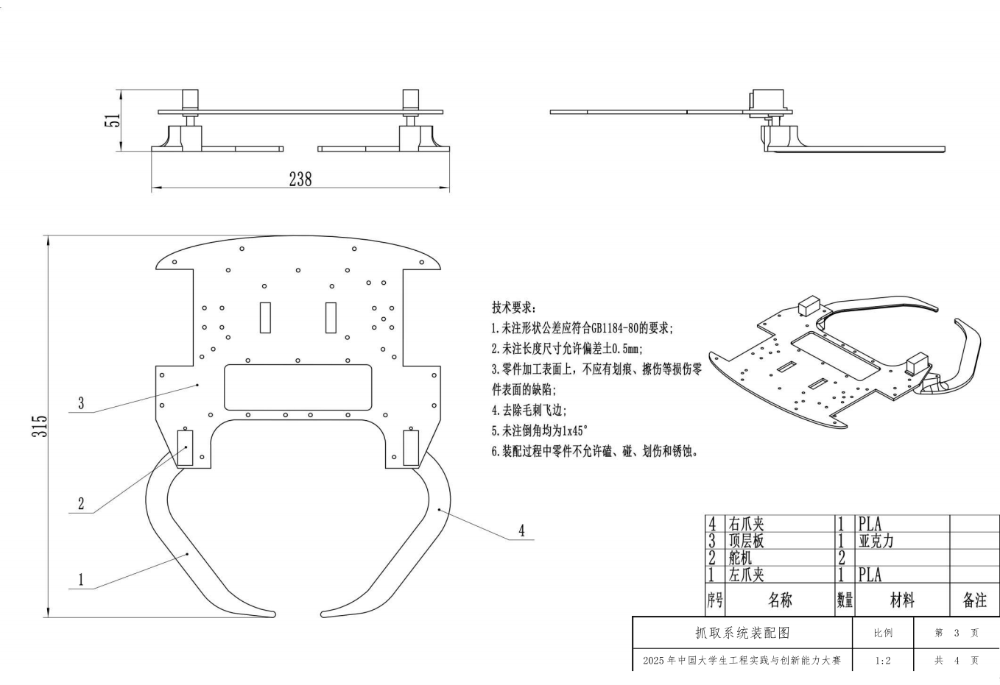 51
238
315
3
2
1
4
技术要求:
1.未注形状公差应符合GB1184-80的要求;
2.未注长度尺寸允许偏差土0.5mm;
3.零件加工表面上，不应有划痕、擦伤等损伤零
件表面的缺陷;
4.去除毛刺飞边;
5.未注倒角均为1x45°
6.装配过程中零件不允许磕、碰、划伤和锈蚀。
4 右爪夹 1 PLA
3 顶层板 1 亚克力
2 舵机 2
1 左爪夹 1 PLA
序号 名称 数量 材料 备注
抓取系统装配图 比例 第 3 页
2025年中国大学生工程实践与创新能力大赛 1:2 共 4 页